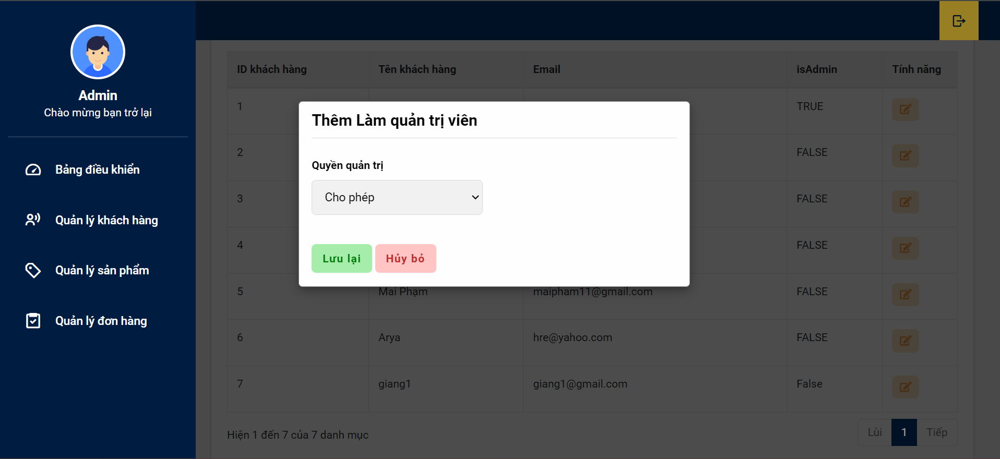 Admin
Chào mừng bạn trở lại
Bảng điều khiển
Quản lý khách hàng
Quản lý sản phẩm
Quản lý đơn hàng
ID khách hàng Tên khách hàng Email isAdmin Tính năng
1 TRUE
2 FALSE
3 FALSE
4 FALSE
5 Mai Phạm maipham11@gmail.com FALSE
6 Arya hre@yahoo.com FALSE
7 giang1 giang1@gmail.com False
Hiện 1 đến 7 của 7 danh mục
Lùi 1 Tiếp
Thêm Làm quản trị viên
Quyền quản trị
Cho phép
Lưu lại Hủy bỏ